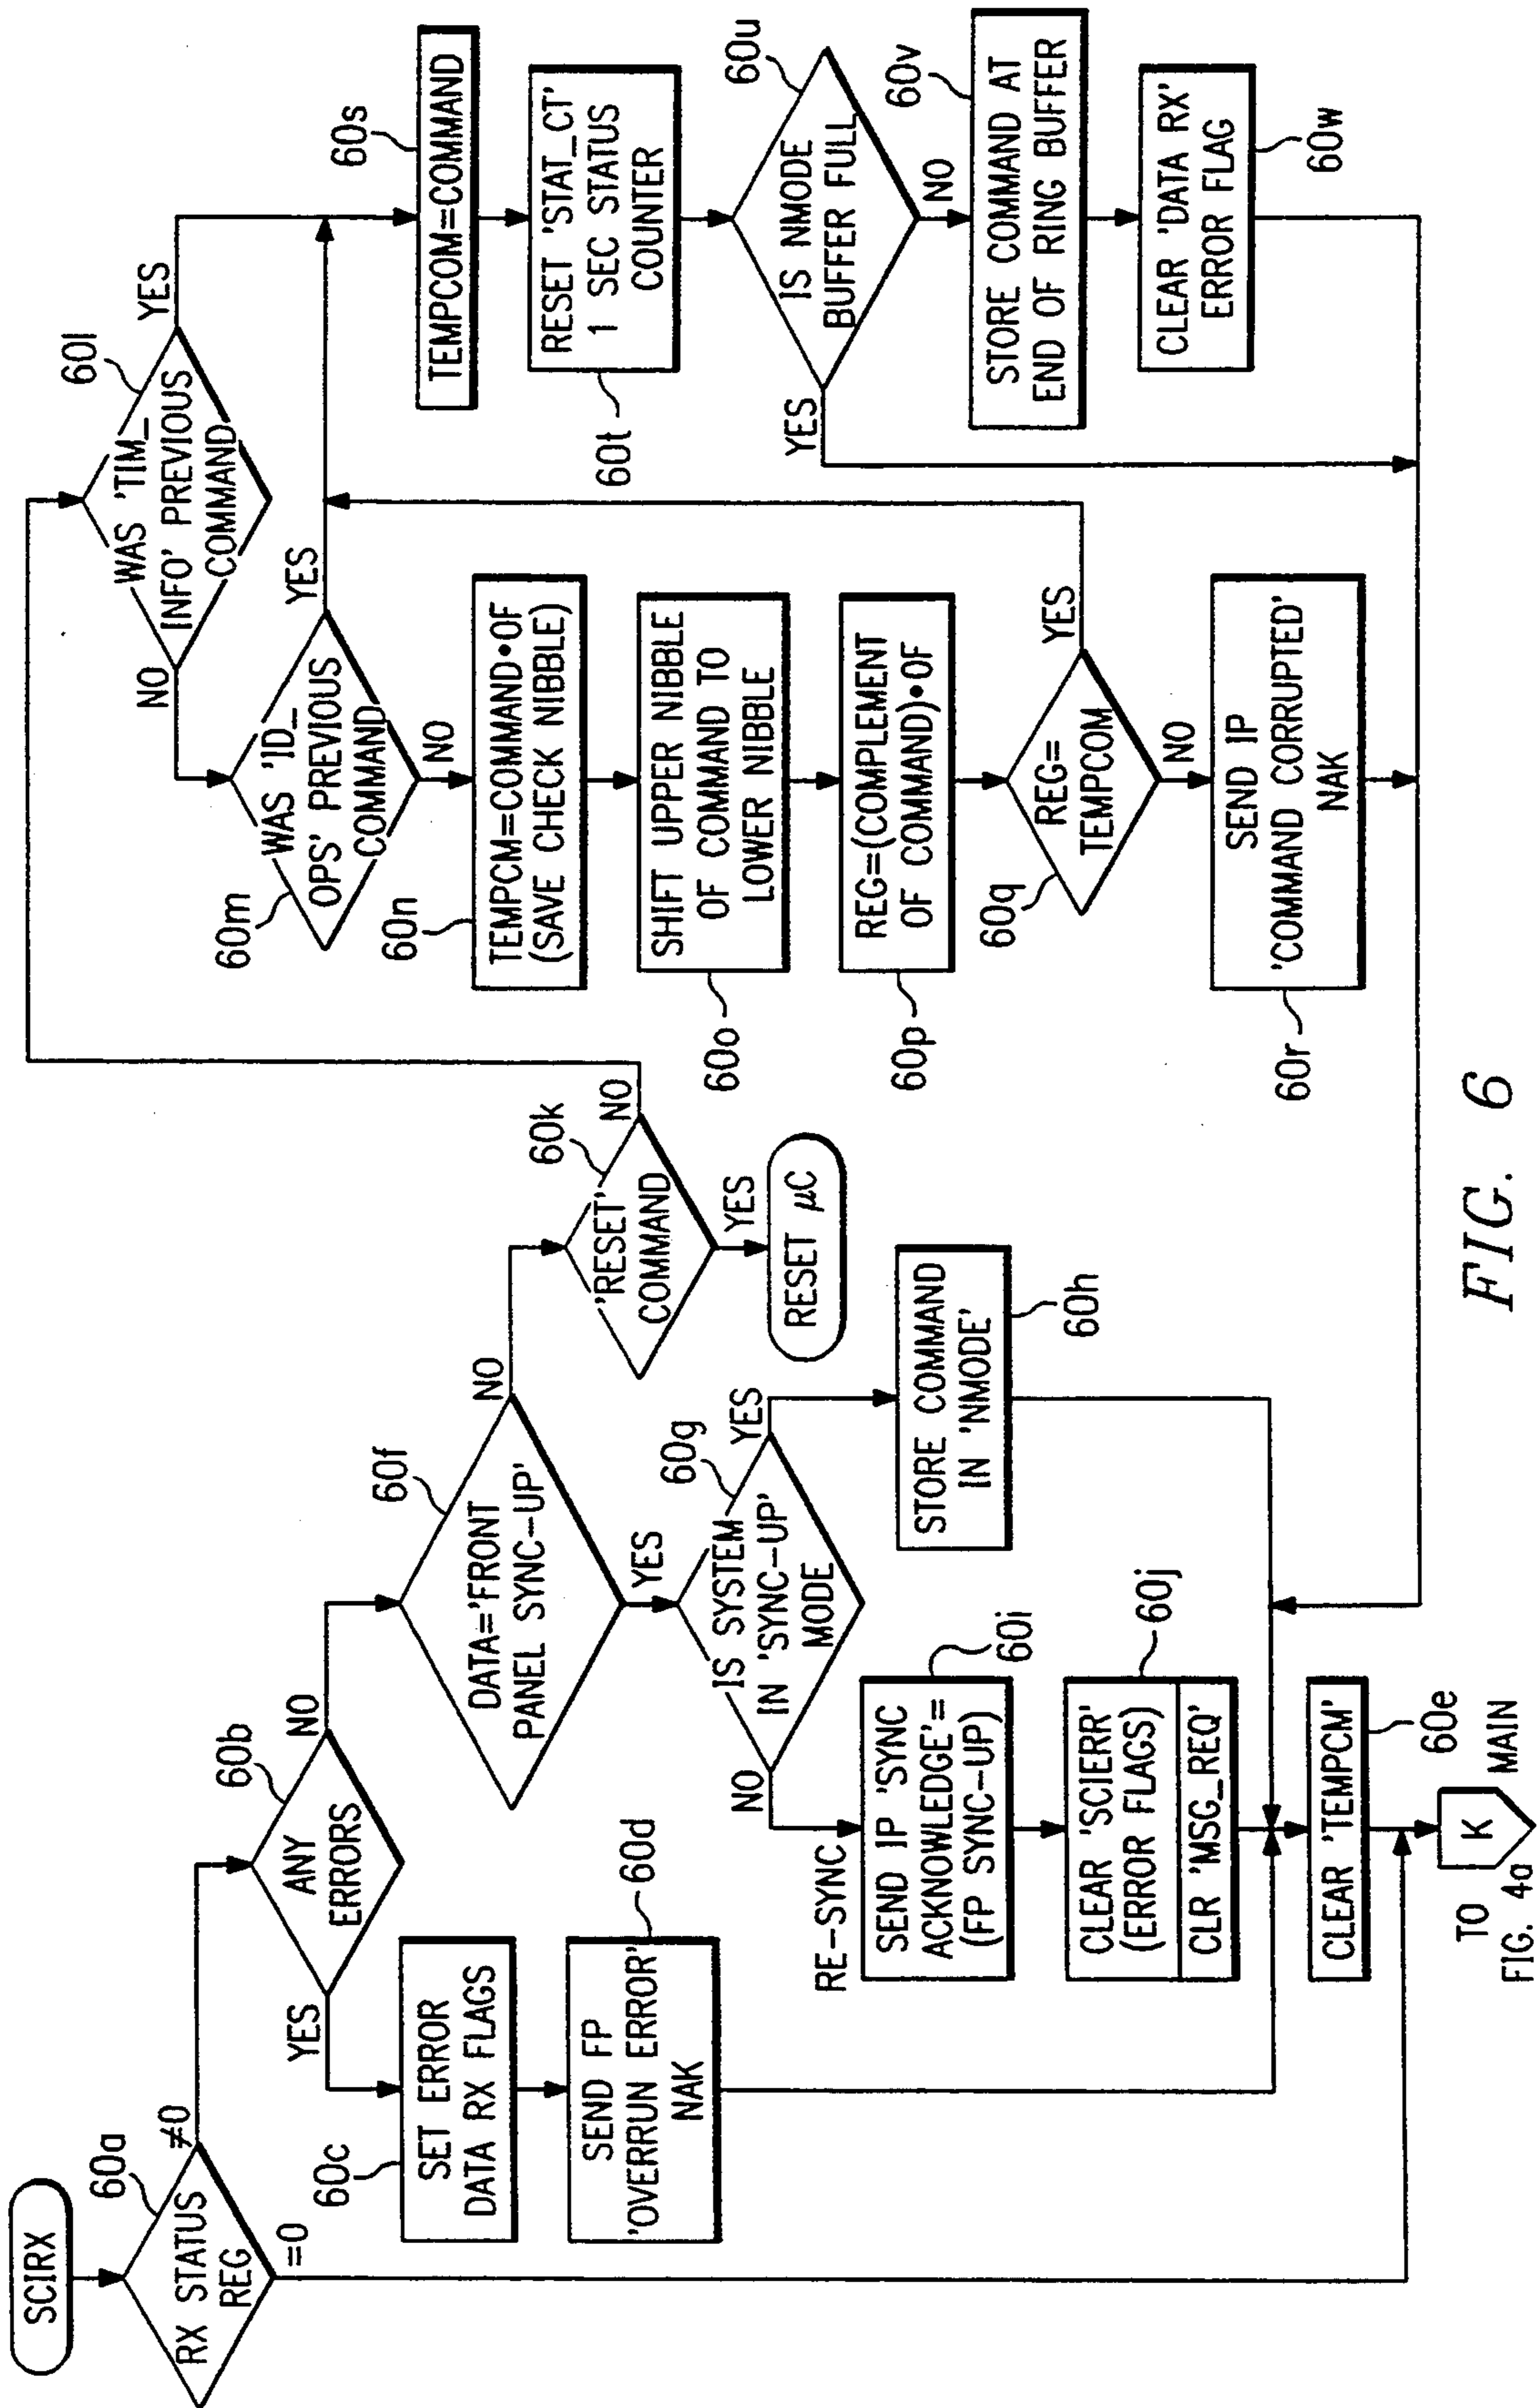 SCIRX
60a
RX STATUS
REG
≠0
=0
60b
ANY
ERRORS
NO
YES
60c
SET ERROR
DATA RX FLAGS
60d
SEND FP
'OVERRUN ERROR'
NAK
60f
DATA='FRONT
PANEL SYNC-UP'
NO
YES
60g
IS SYSTEM
IN 'SYNC-UP'
MODE
YES
NO
60h
STORE COMMAND
IN 'NMODE'
RE-SYNC
60i
SEND IP 'SYNC
ACKNOWLEDGE'=
(FP SYNC-UP)
60j
CLEAR 'SCIERR'
(ERROR FLAGS)
CLR 'MSG_REQ'
60e
CLEAR 'TEMPCM'
K
MAIN
TO
FIG. 4a
60k
'RESET'
COMMAND
NO
YES
RESET µC
60l
WAS 'TIM_
INFO' PREVIOUS
COMMAND
YES
NO
60m
WAS 'ID_
OPS' PREVIOUS
COMMAND
YES
NO
60n
TEMPCM=COMMAND•OF
(SAVE CHECK NIBBLE)
60o
SHIFT UPPER NIBBLE
OF COMMAND TO
LOWER NIBBLE
60p
REG=(COMPLEMENT
OF COMMAND)•OF
60q
REG=
TEMPCOM
YES
NO
60r
SEND IP
'COMMAND CORRUPTED'
NAK
60s
TEMPCOM=COMMAND
60t
RESET 'STAT_CT'
1 SEC STATUS
COUNTER
60u
IS NMODE
BUFFER FULL
YES
NO
60v
STORE COMMAND AT
END OF RING BUFFER
60w
CLEAR 'DATA RX'
ERROR FLAG
FIG. 6